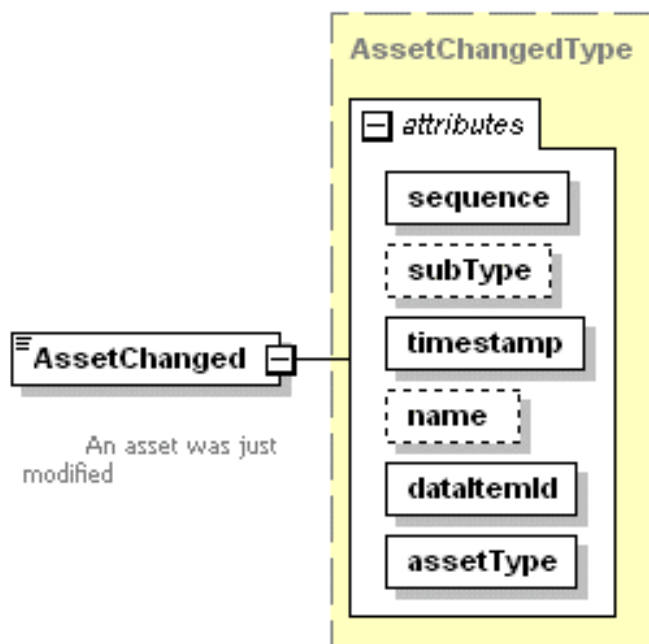 AssetChangedType
attributes
sequence
subType
timestamp
AssetChanged
name
An asset was just
modified
dataItemId
assetType